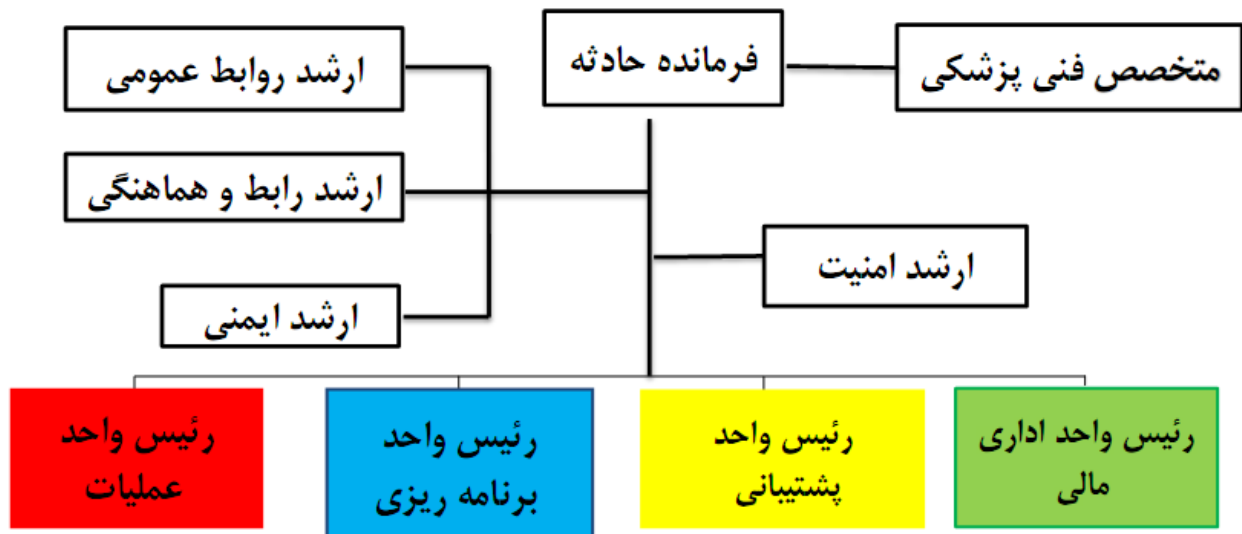 متخصص فنی پزشکی
فرمانده حادثه
ارشد روابط عمومی
ارشد رابط و هماهنگی
ارشد امنیت
ارشد ایمنی
رئیس واحد اداری
مالی
رئیس واحد
پشتیبانی
رئیس واحد
برنامه ریزی
رئیس واحد
عملیات